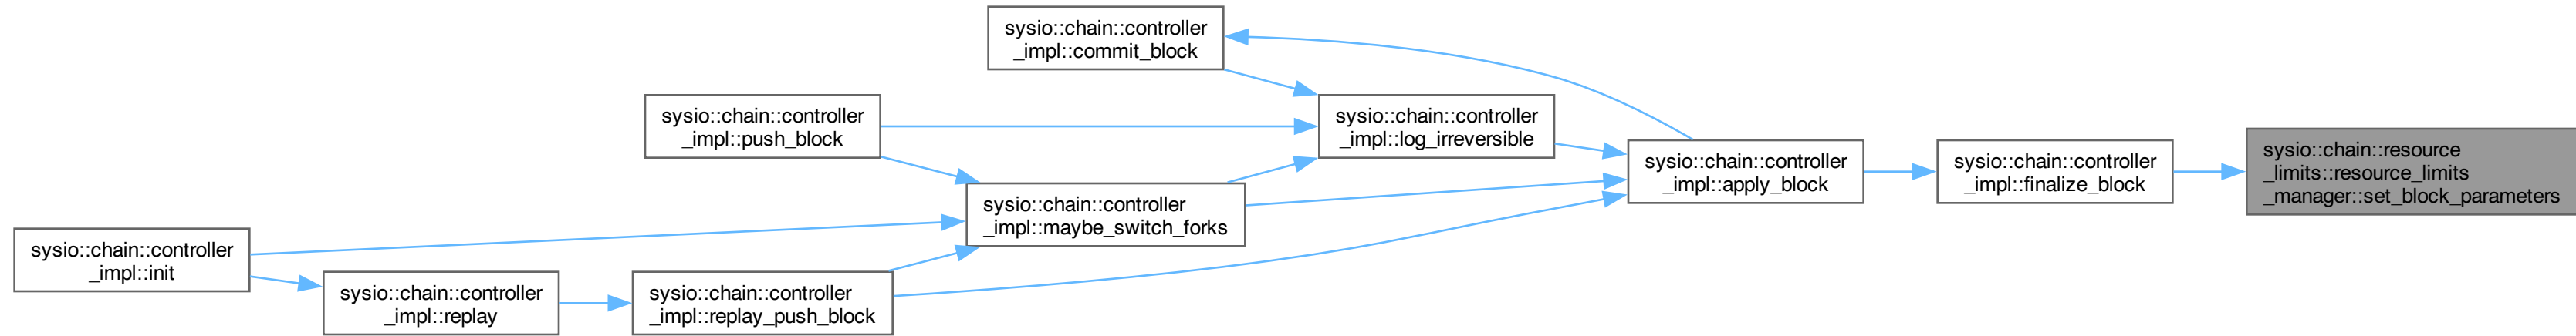 sysio::chain::controller
_impl::commit_block
sysio::chain::controller
_impl::push_block
sysio::chain::controller
_impl::log_irreversible
sysio::chain::controller
_impl::apply_block
sysio::chain::controller
_impl::finalize_block
sysio::chain::resource
_limits::resource_limits
_manager::set_block_parameters
sysio::chain::controller
_impl::maybe_switch_forks
sysio::chain::controller
_impl::init
sysio::chain::controller
_impl::replay
sysio::chain::controller
_impl::replay_push_block